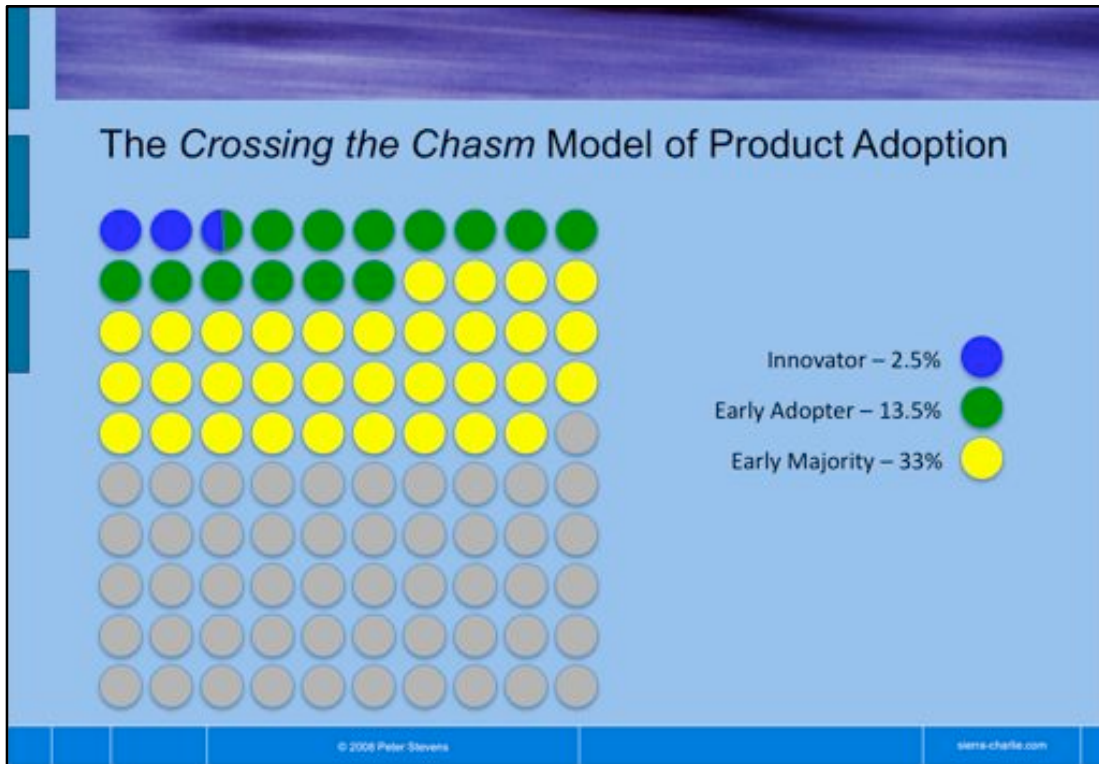 The Crossing the Chasm Model of Product Adoption
Innovator – 2.5%
Early Adopter – 13.5%
Early Majority – 33%
© 2008 Peter Stevens
sierra-charlie.com